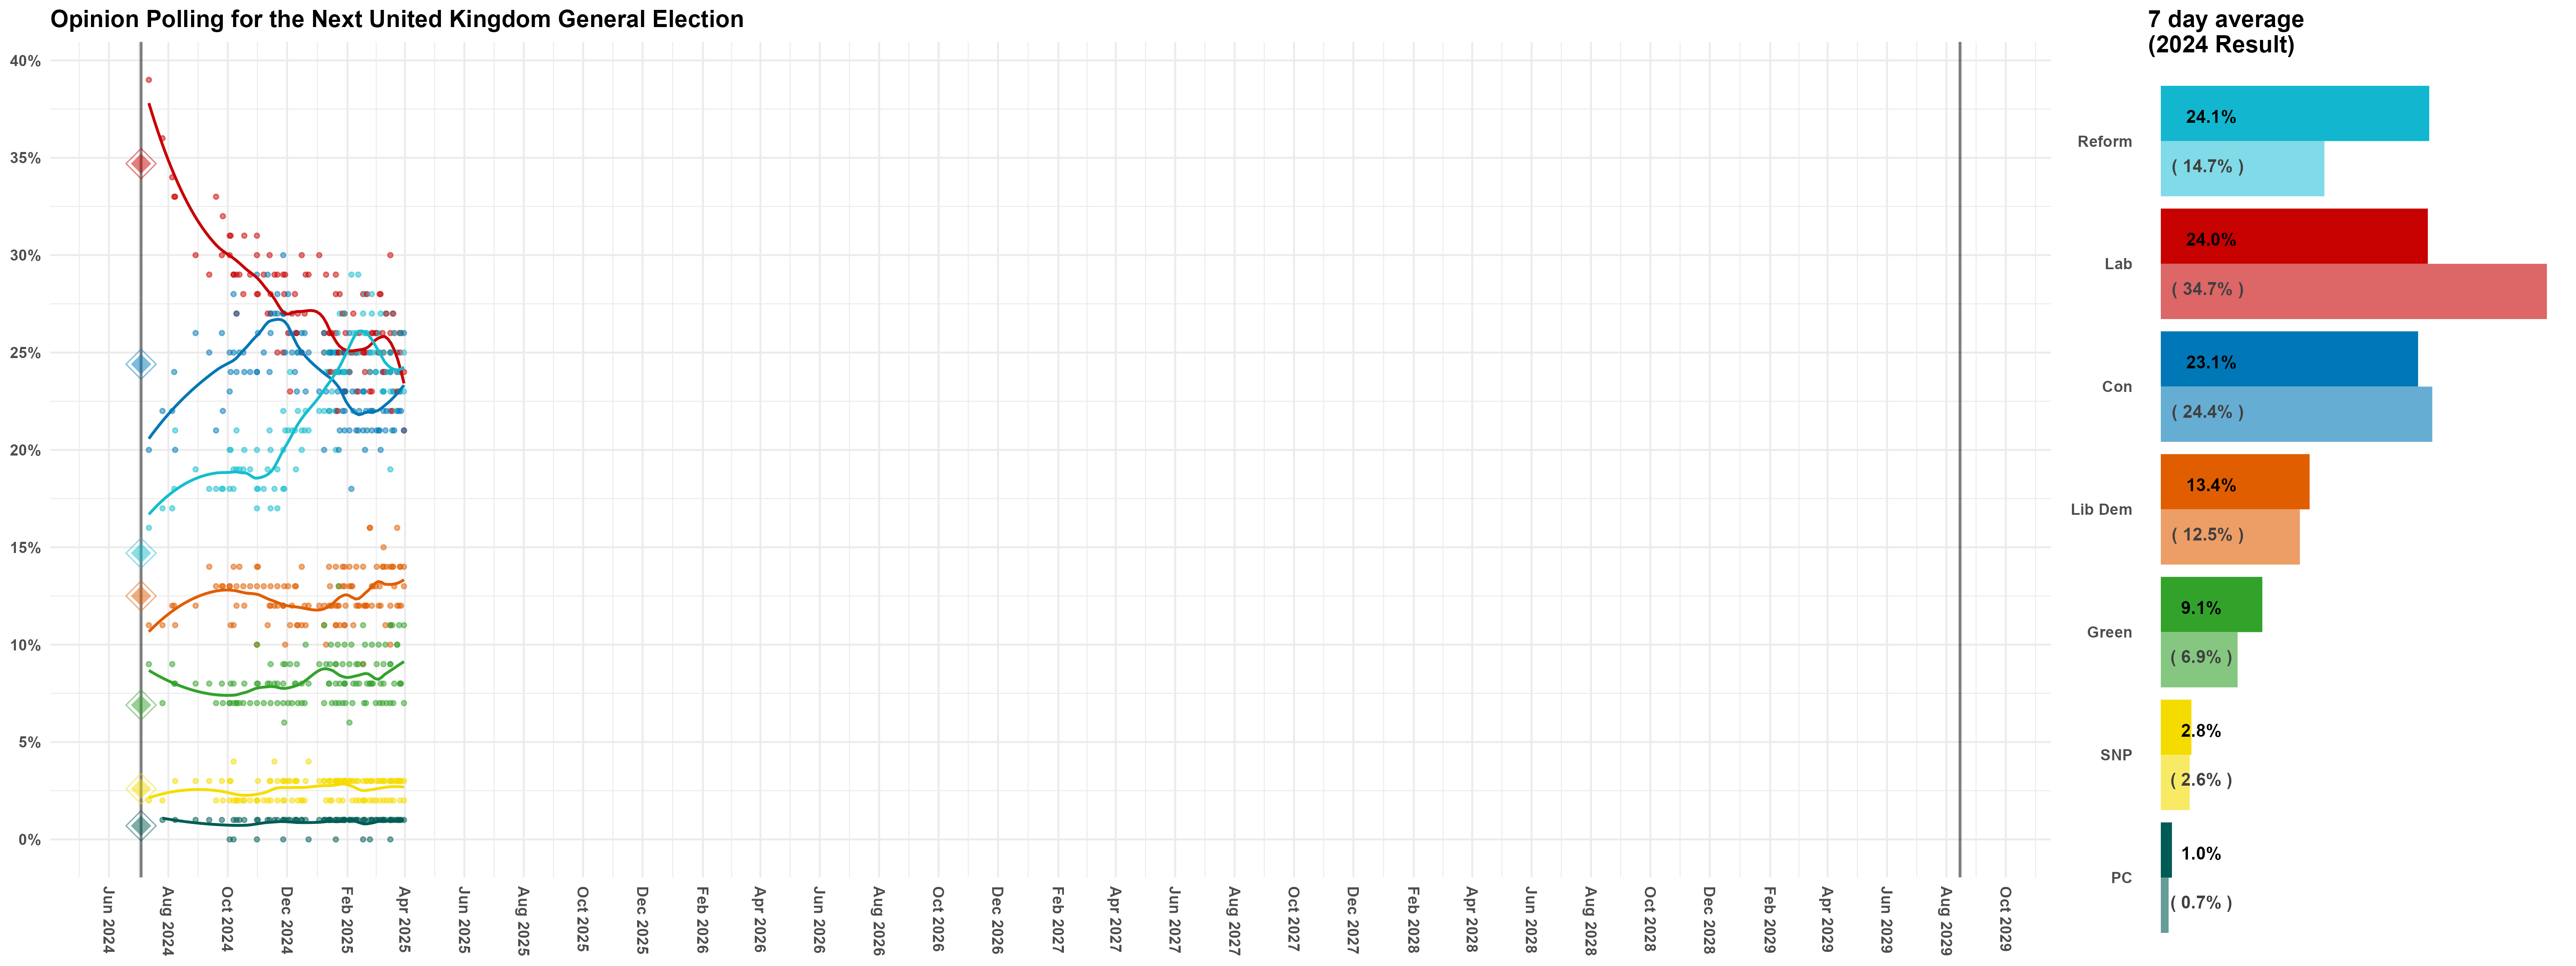 Opinion Polling for the Next United Kingdom General Election
7 day average
(2024 Result)
40%
35%
30%
25%
20%
15%
10%
5%
0%
Jun 2024
Aug 2024
Oct 2024
Dec 2024
Feb 2025
Apr 2025
Jun 2025
Aug 2025
Oct 2025
Dec 2025
Feb 2026
Apr 2026
Jun 2026
Aug 2026
Oct 2026
Dec 2026
Feb 2027
Apr 2027
Jun 2027
Aug 2027
Oct 2027
Dec 2027
Feb 2028
Apr 2028
Jun 2028
Aug 2028
Oct 2028
Dec 2028
Feb 2029
Apr 2029
Jun 2029
Aug 2029
Oct 2029
Reform
24.1%
( 14.7% )
Lab
24.0%
( 34.7% )
Con
23.1%
( 24.4% )
Lib Dem
13.4%
( 12.5% )
Green
9.1%
( 6.9% )
SNP
2.8%
( 2.6% )
PC
1.0%
( 0.7% )